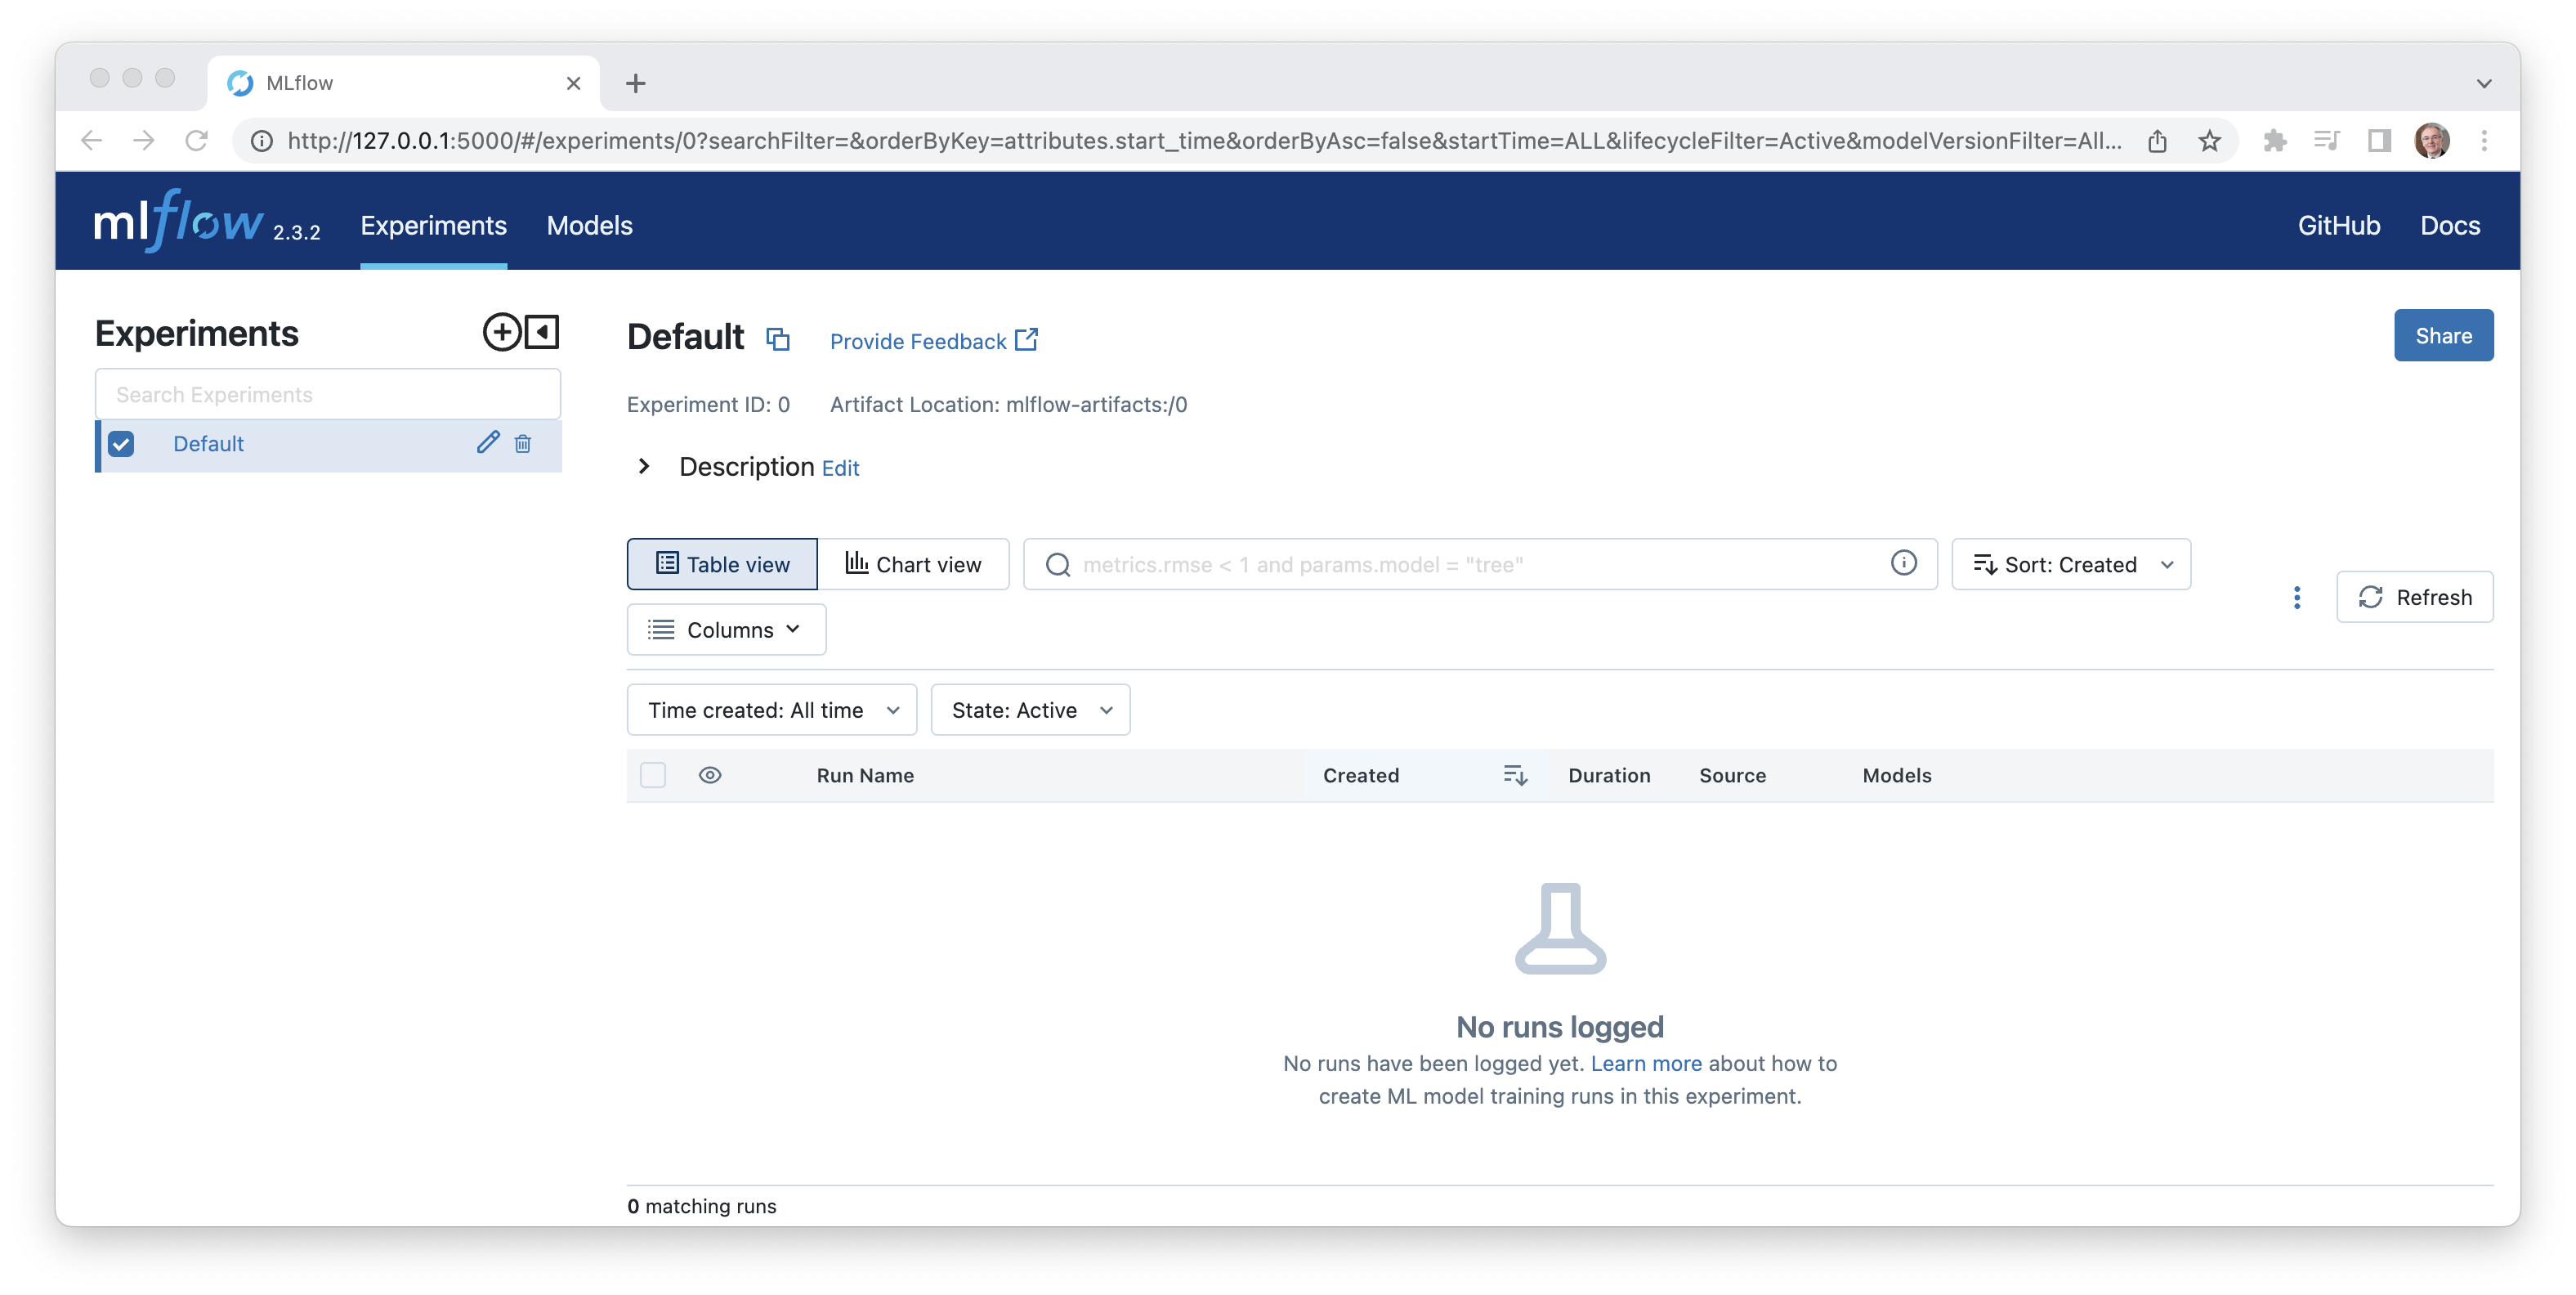 MLflow
http://127.0.0.1:5000/#/experiments/0?searchFilter=&orderByKey=attributes.start_time&orderByAsc=false&startTime=ALL&lifecycleFilter=Active&modelVersionFilter=All...
mlflow 2.3.2 Experiments Models GitHub Docs
Experiments
Search Experiments
Default
Default Provide Feedback Share
Experiment ID: 0 Artifact Location: mlflow-artifacts:/0
Description Edit
Table view Chart view metrics.rmse < 1 and params.model = "tree" Sort: Created
Columns Refresh
Time created: All time State: Active
Run Name Created Duration Source Models
No runs logged
No runs have been logged yet. Learn more about how to
create ML model training runs in this experiment.
0 matching runs